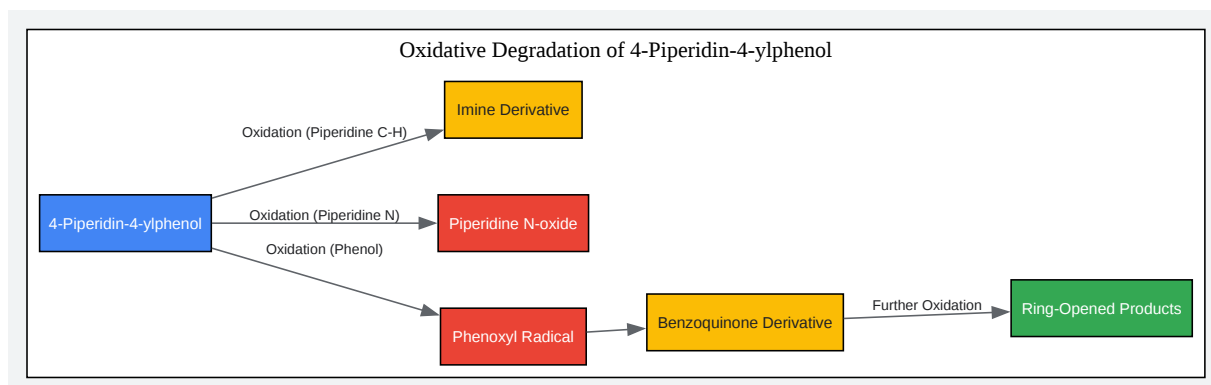 Oxidative Degradation of 4-Piperidin-4-ylphenol
Imine Derivative
Oxidation (Piperidine C-H)
4-Piperidin-4-ylphenol
Oxidation (Piperidine N)
Piperidine N-oxide
Oxidation (Phenol)
Phenoxyl Radical
Benzoquinone Derivative
Further Oxidation
Ring-Opened Products